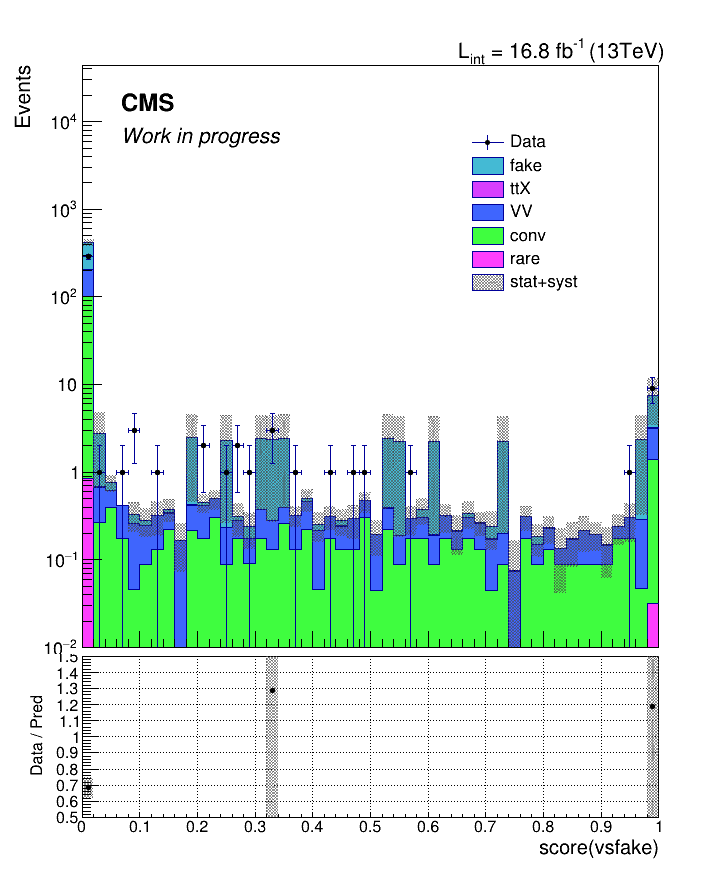 L_int = 16.8 fb^-1 (13TeV)
Events
CMS
Work in progress
Data
fake
ttX
VV
conv
rare
stat+syst
10^4
10^3
10^2
10
1
10^-1
10^-2
Data / Pred
1.5
1.4
1.3
1.2
1.1
1
0.9
0.8
0.7
0.6
0.5
0 0.1 0.2 0.3 0.4 0.5 0.6 0.7 0.8 0.9 1
score(vsfake)